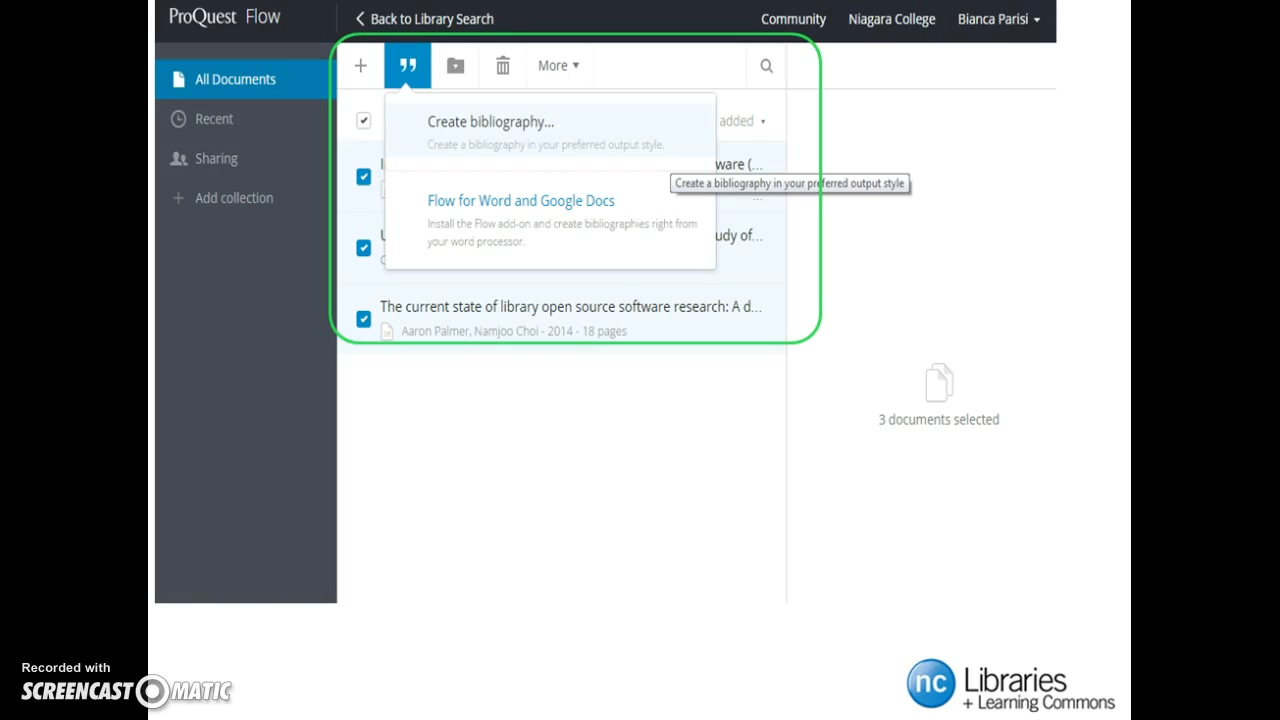 ProQuest Flow
Back to Library Search
Community
Niagara College
Bianca Parisi
All Documents
Recent
Sharing
Add collection
More
Create bibliography...
Create a bibliography in your preferred output style.
added
ware (...
Create a bibliography in your preferred output style
Flow for Word and Google Docs
Install the Flow add-on and create bibliographies right from
your word processor.
udy of...
The current state of library open source software research: A d...
Aaron Palmer, Namjoo Choi - 2014 - 18 pages
3 documents selected
Recorded with
SCREENCAST O MATIC
nc Libraries
+ Learning Commons